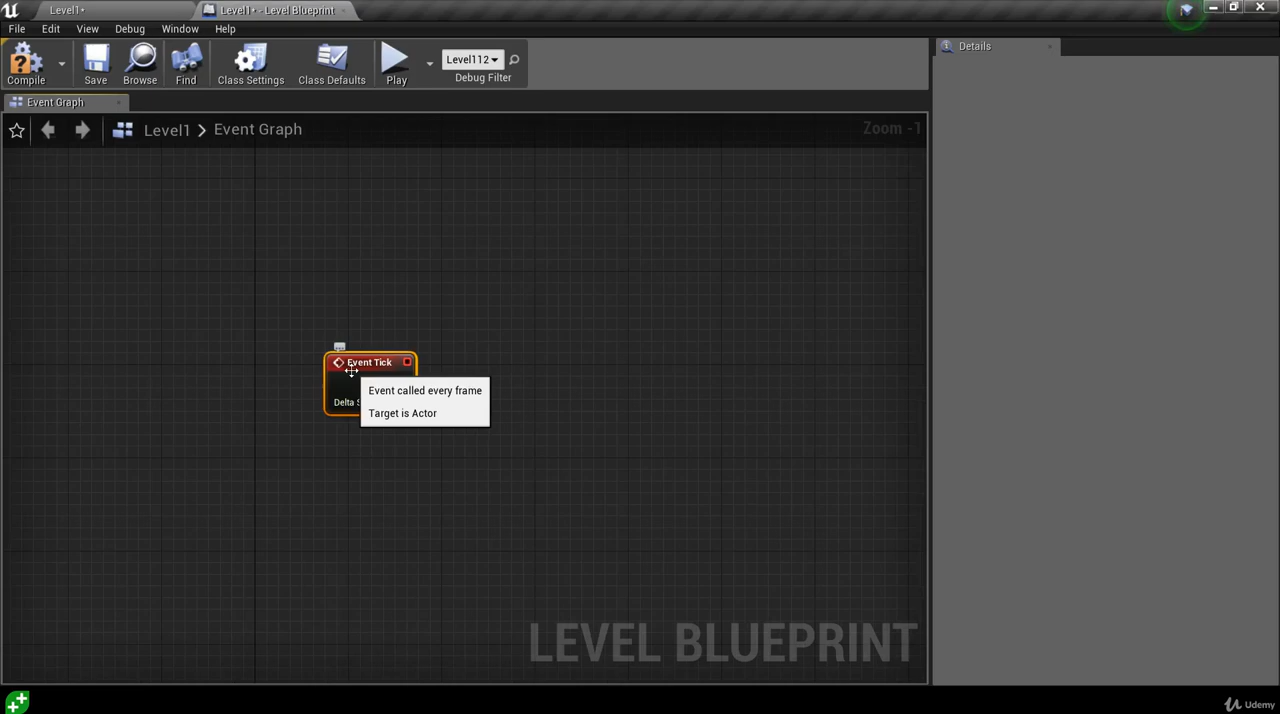 Level1•
Level1• - Level Blueprint
File Edit View Debug Window Help
Compile
Save
Browse
Find
Class Settings
Class Defaults
Play
Level112
Debug Filter
Details
Event Graph
Level1 > Event Graph
Zoom -1
Event Tick
Delta S
Event called every frame
Target is Actor
LEVEL BLUEPRINT
Udemy